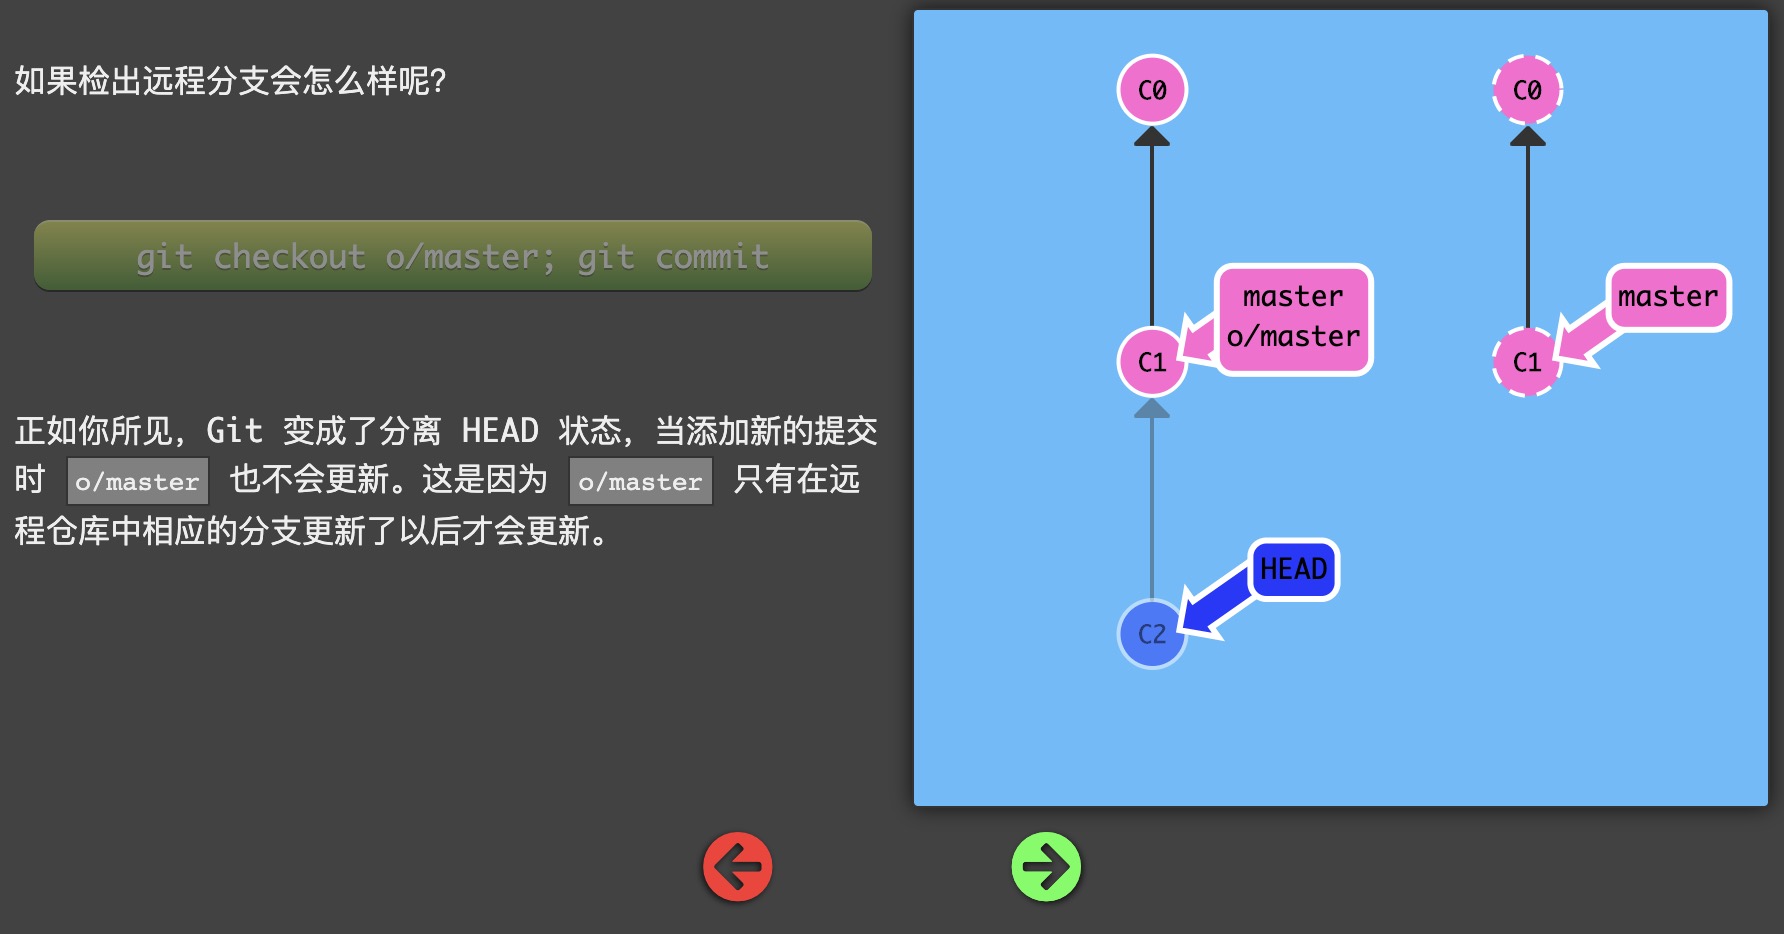 如果检出远程分支会怎么样呢?
git checkout o/master; git commit
正如你所见，Git 变成了分离 HEAD 状态，当添加新的提交
时 o/master 也不会更新。这是因为 o/master 只有在远
程仓库中相应的分支更新了以后才会更新。
C0
C0
master
o/master
master
C1
C1
HEAD
C2